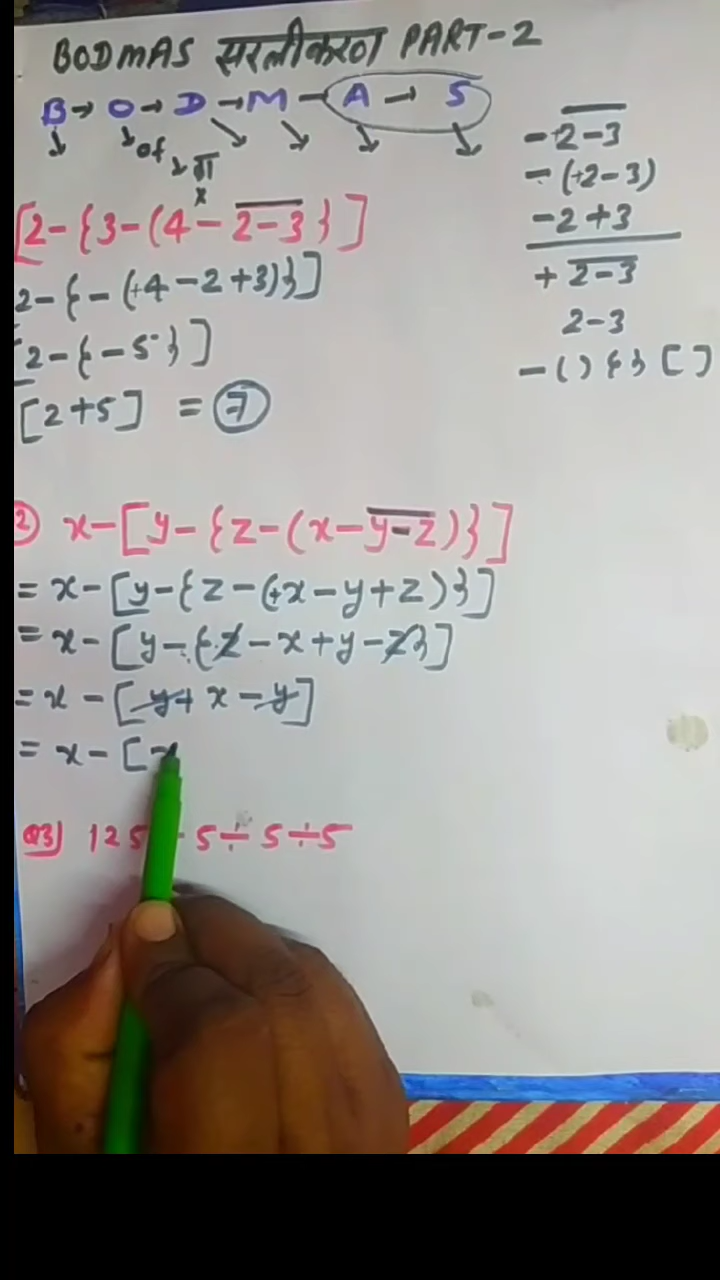 BODMAS सरलीकरण PART-2
B → O → D → M – A → S
of, का
x
[2-{3-(4- 2-3̅ }]
2-{-(+4-2+3)}]
[2-{-5}]
[2+5] = 7
- +2-3
- (+2-3)
-2+3
+ 2-3
2-3
-( ) { } [ ]
2) x-[y-{z-(x-y-z)}]
= x-[y-{z-(+x-y+z)}]
= x-[y-{z-x+y-z}]
= x-[y+x-y]
= x-[x
Q3) 125 5÷5÷5